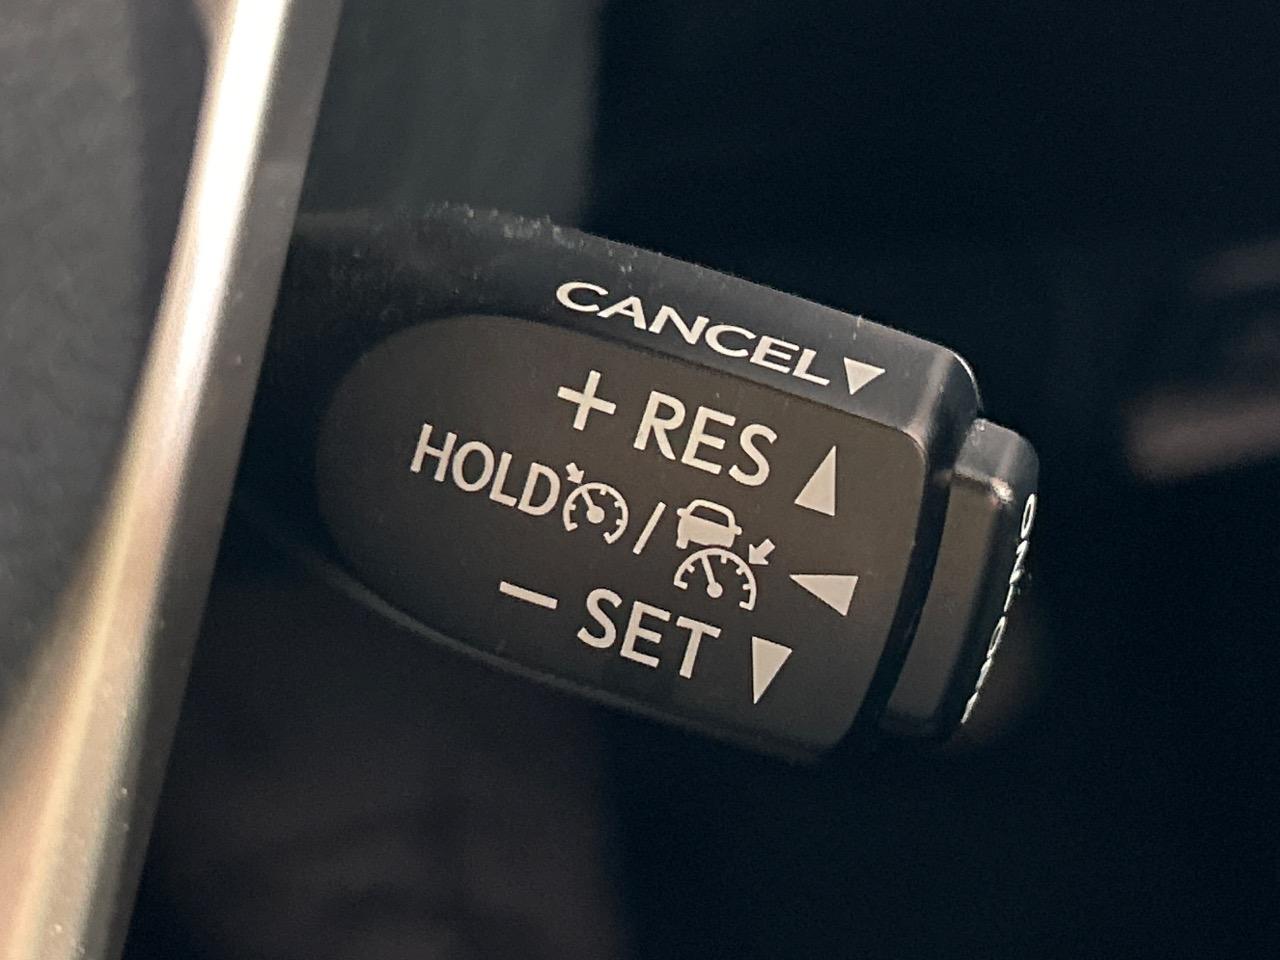 CANCEL▼
+ RES ▲
HOLD / ◀
− SET ▼